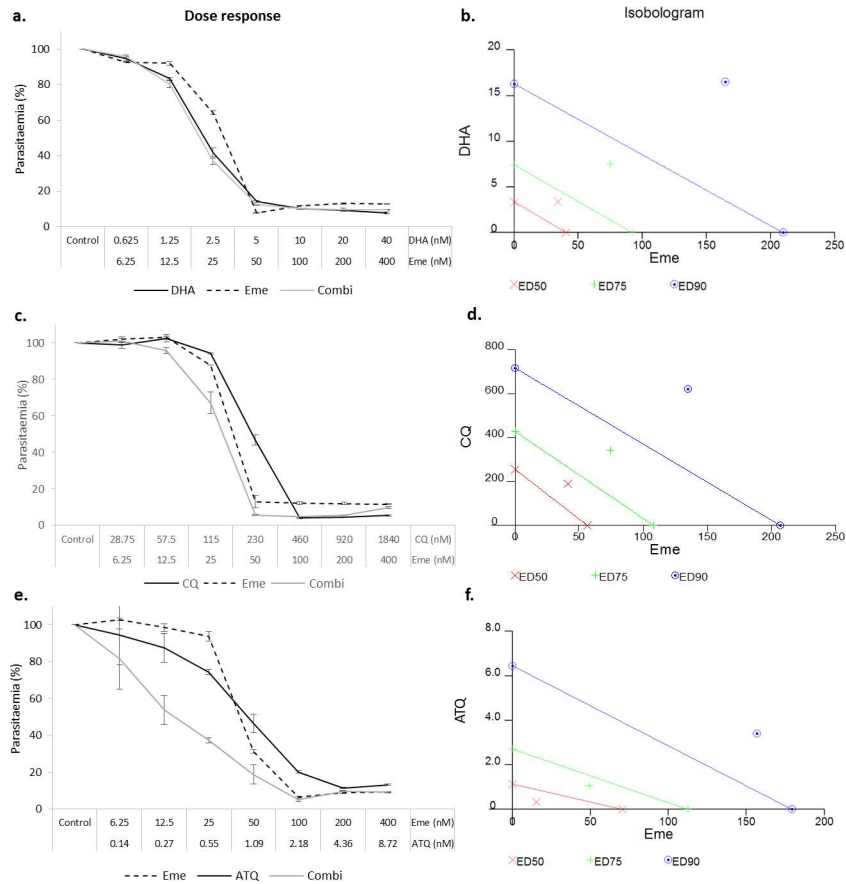 a.
Dose response
Parasitaemia (%)
100
80
60
40
20
0
Control 0.625 1.25 2.5 5 10 20 40 DHA (nM)
6.25 12.5 25 50 100 200 400 Eme (nM)
DHA Eme Combi
b.
Isobologram
DHA
20
15
10
5
0
0 50 100 150 200 250
Eme
ED50 ED75 ED90
c.
Parasitaemia (%)
100
80
60
40
20
0
Control 28.75 57.5 115 230 460 920 1840 CQ (nM)
6.25 12.5 25 50 100 200 400 Eme (nM)
CQ Eme Combi
d.
CQ
800
600
400
200
0
0 50 100 150 200 250
Eme
ED50 ED75 ED90
e.
Parasitaemia (%)
100
80
60
40
20
0
Control 6.25 12.5 25 50 100 200 400 Eme (nM)
0.14 0.27 0.55 1.09 2.18 4.36 8.72 ATQ (nM)
Eme ATQ Combi
f.
ATQ
8.0
6.0
4.0
2.0
0
0 50 100 150 200
Eme
ED50 ED75 ED90